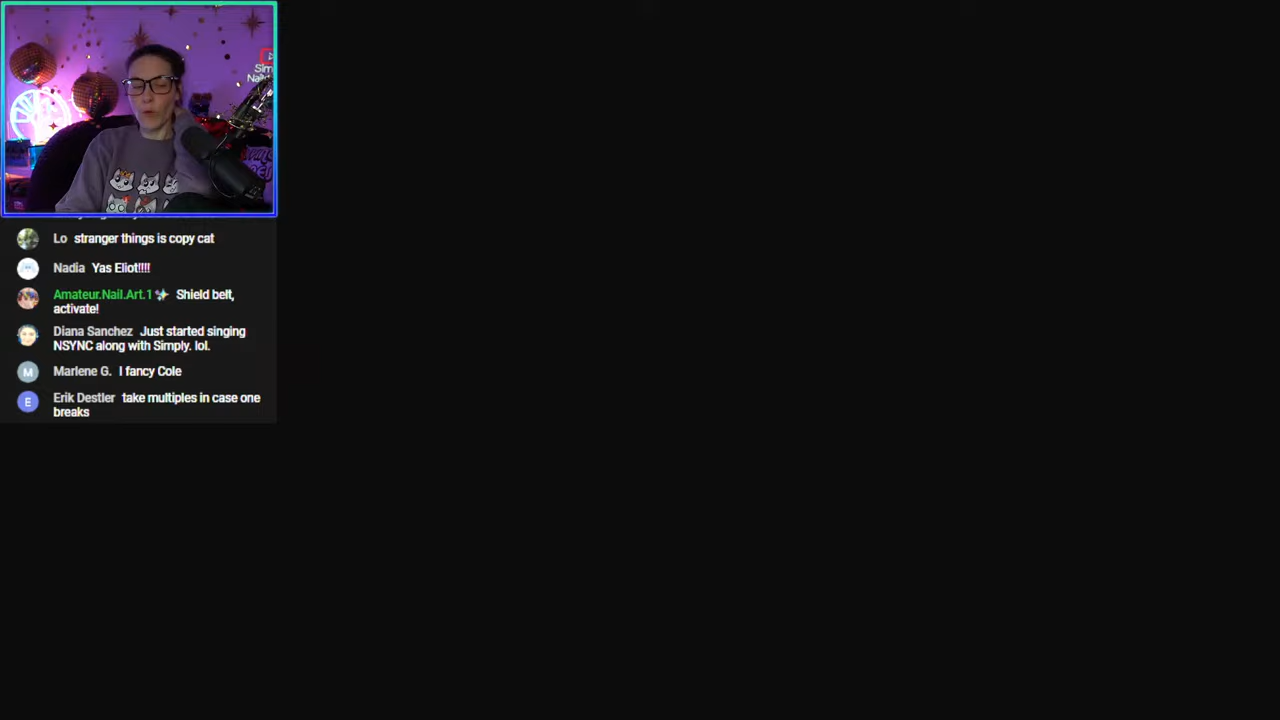 Lo stranger things is copy cat
Nadia Yas Eliot!!!!
Amateur.Nail.Art.1 Shield belt,
activate!
Diana Sanchez Just started singing
NSYNC along with Simply. lol.
M Marlene G. I fancy Cole
E Erik Destler take multiples in case one
breaks